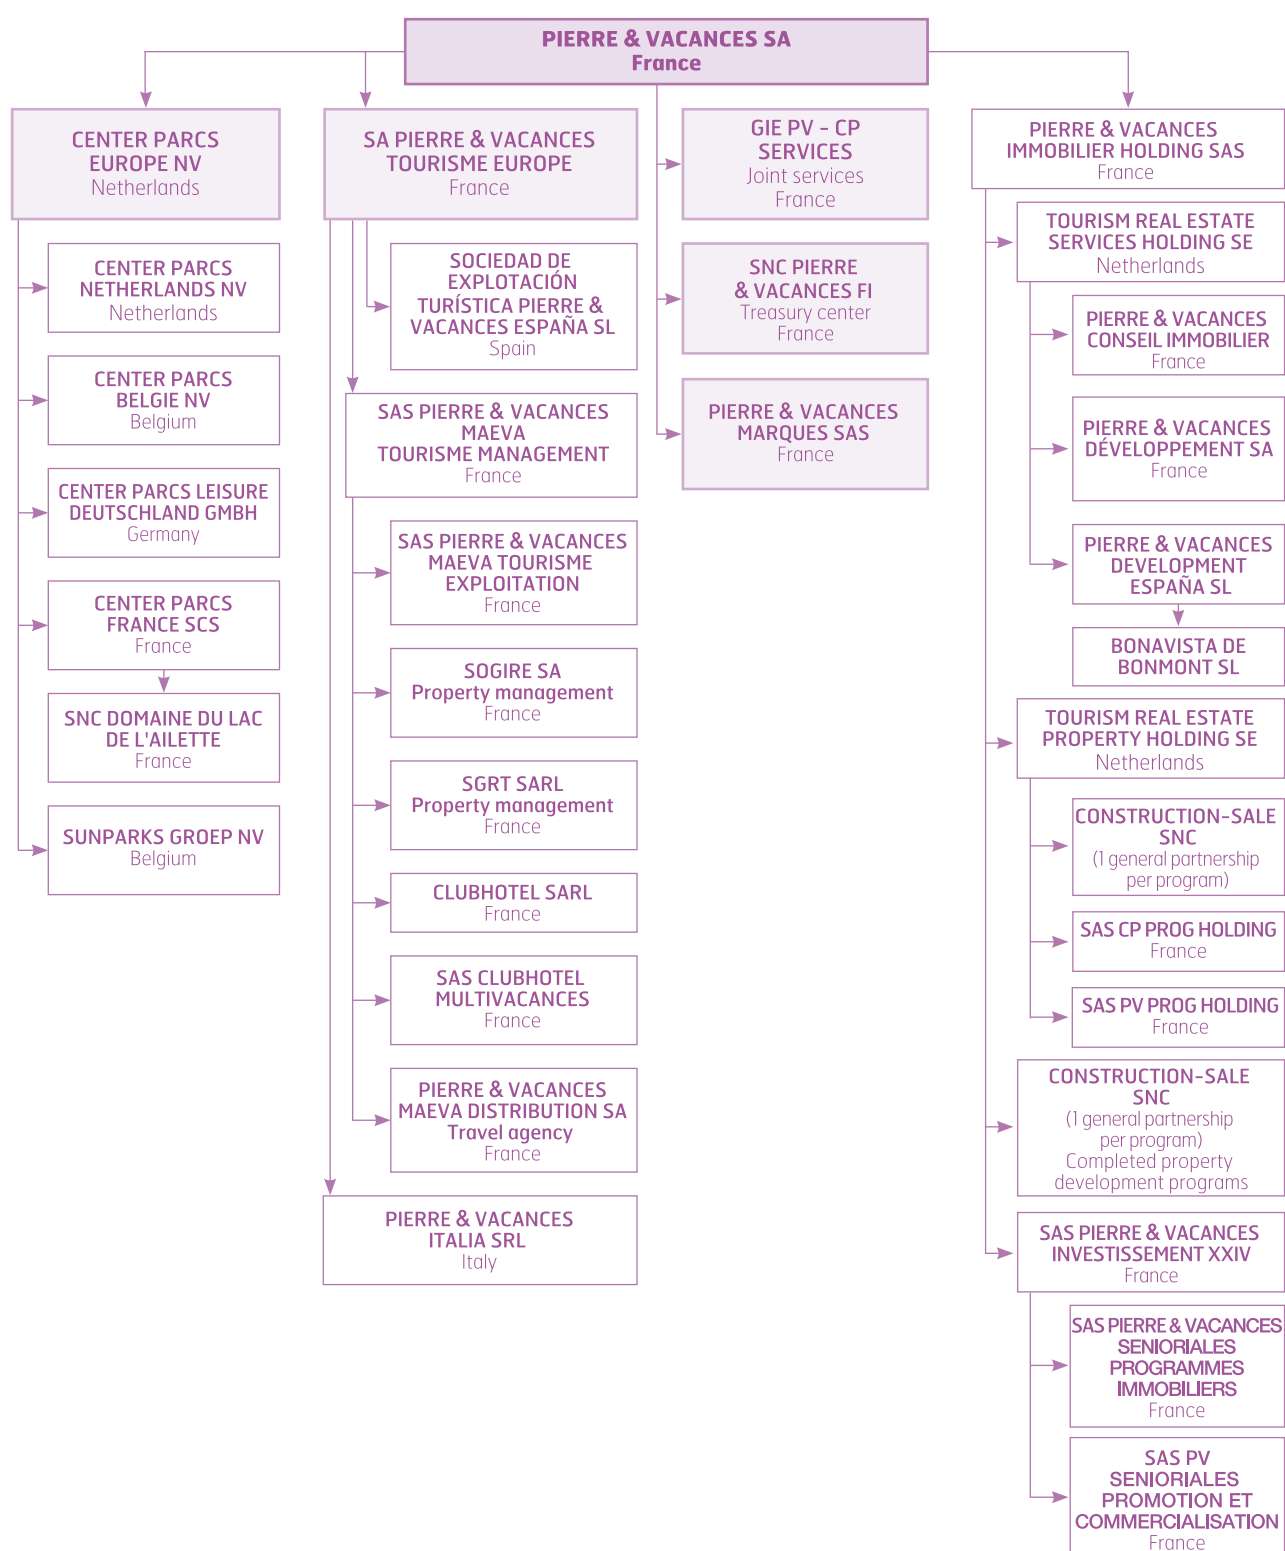 PIERRE & VACANCES SA
France
CENTER PARCS
EUROPE NV
Netherlands
CENTER PARCS
NETHERLANDS NV
Netherlands
CENTER PARCS
BELGIE NV
Belgium
CENTER PARCS LEISURE
DEUTSCHLAND GMBH
Germany
CENTER PARCS
FRANCE SCS
France
SNC DOMAINE DU LAC
DE L'AILETTE
France
SUNPARKS GROEP NV
Belgium
SA PIERRE & VACANCES
TOURISME EUROPE
France
SOCIEDAD DE
EXPLOTACIÓN
TURÍSTICA PIERRE &
VACANCES ESPAÑA SL
Spain
SAS PIERRE & VACANCES
MAEVA
TOURISME MANAGEMENT
France
SAS PIERRE & VACANCES
MAEVA TOURISME
EXPLOITATION
France
SOGIRE SA
Property management
France
SGRT SARL
Property management
France
CLUBHOTEL SARL
France
SAS CLUBHOTEL
MULTIVACANCES
France
PIERRE & VACANCES
MAEVA DISTRIBUTION SA
Travel agency
France
PIERRE & VACANCES
ITALIA SRL
Italy
GIE PV - CP
SERVICES
Joint services
France
SNC PIERRE
& VACANCES FI
Treasury center
France
PIERRE & VACANCES
MARQUES SAS
France
PIERRE & VACANCES
IMMOBILIER HOLDING SAS
France
TOURISM REAL ESTATE
SERVICES HOLDING SE
Netherlands
PIERRE & VACANCES
CONSEIL IMMOBILIER
France
PIERRE & VACANCES
DÉVELOPPEMENT SA
France
PIERRE & VACANCES
DEVELOPMENT
ESPAÑA SL
BONAVISTA DE
BONMONT SL
TOURISM REAL ESTATE
PROPERTY HOLDING SE
Netherlands
CONSTRUCTION-SALE
SNC
(1 general partnership
per program)
SAS CP PROG HOLDING
France
SAS PV PROG HOLDING
France
CONSTRUCTION-SALE
SNC
(1 general partnership
per program)
Completed property
development programs
SAS PIERRE & VACANCES
INVESTISSEMENT XXIV
France
SAS PIERRE & VACANCES
SENIORIALES
PROGRAMMES
IMMOBILIERS
France
SAS PV
SENIORIALES
PROMOTION ET
COMMERCIALISATION
France